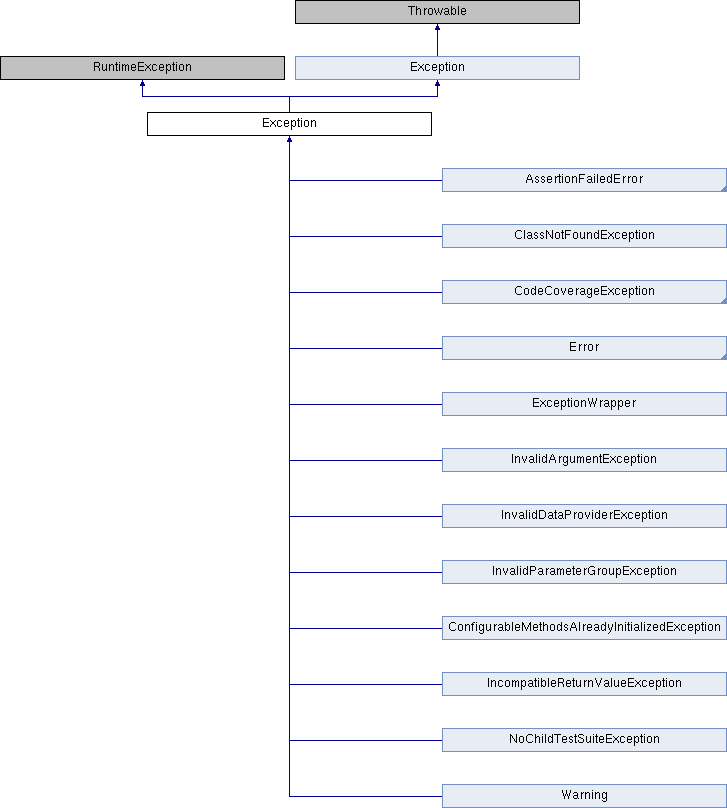 Throwable
RuntimeException
Exception
Exception
AssertionFailedError
ClassNotFoundException
CodeCoverageException
Error
ExceptionWrapper
InvalidArgumentException
InvalidDataProviderException
InvalidParameterGroupException
ConfigurableMethodsAlreadyInitializedException
IncompatibleReturnValueException
NoChildTestSuiteException
Warning